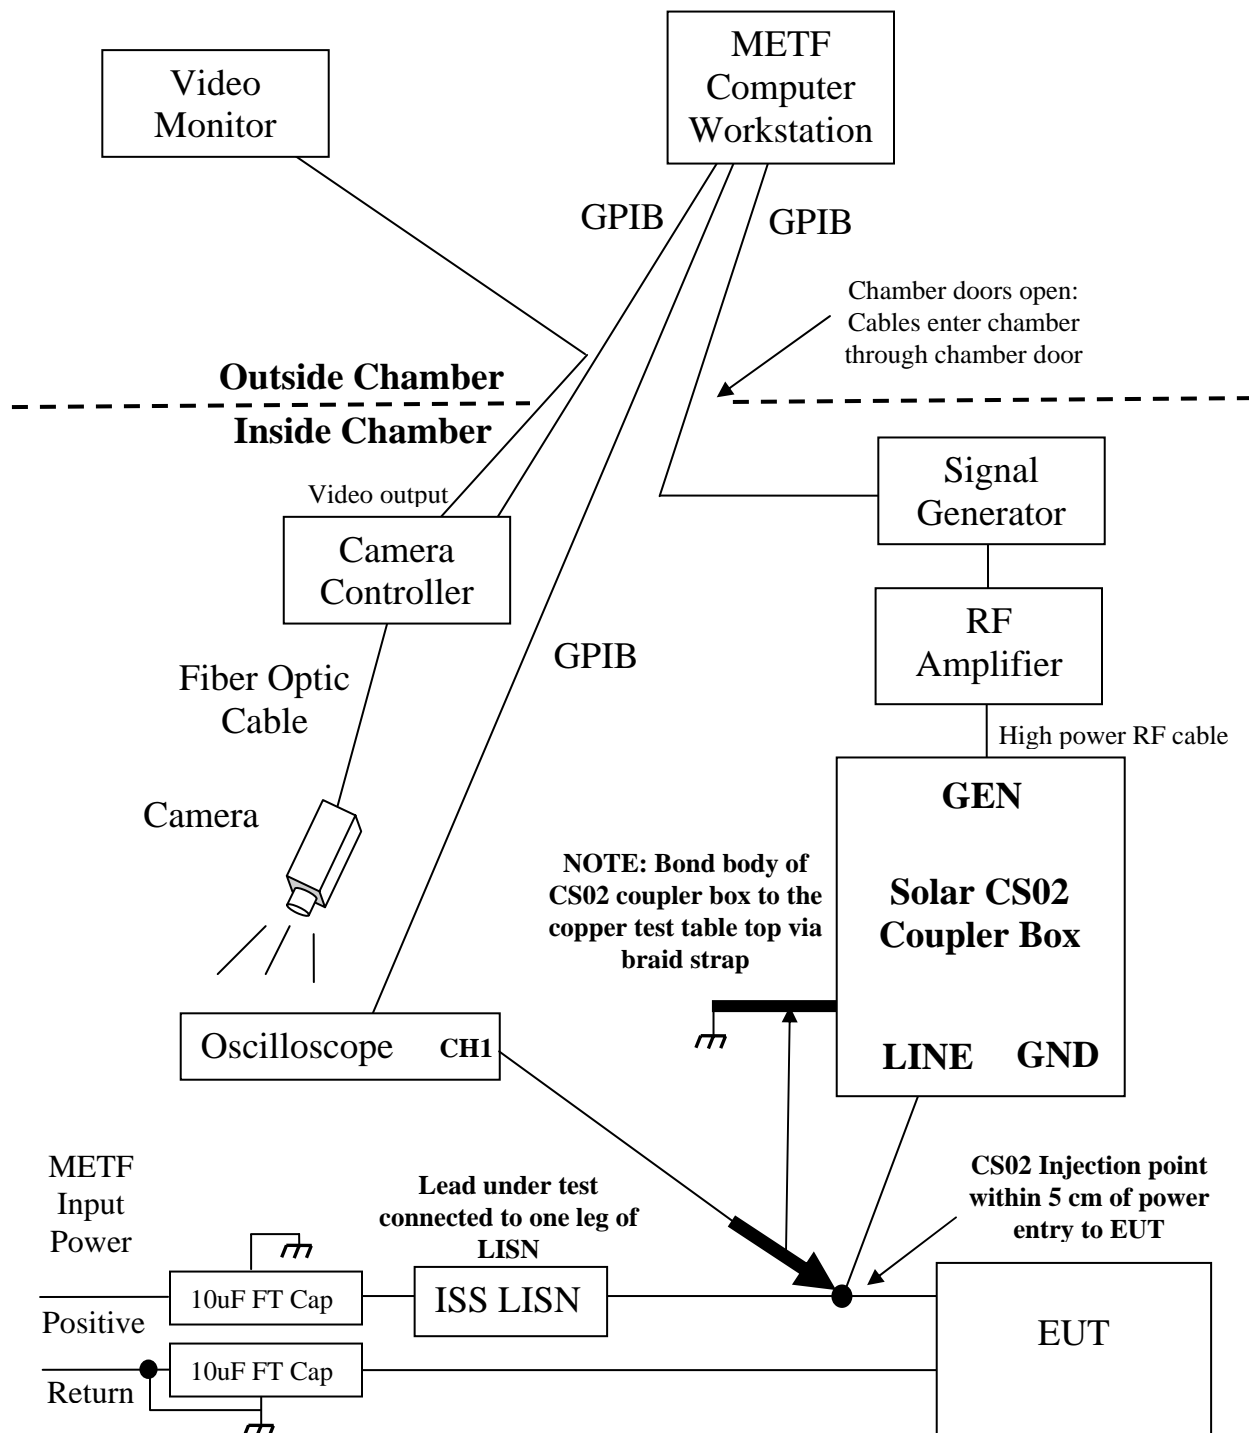 Video
Monitor
METF
Computer
Workstation
GPIB
GPIB
Chamber doors open:
Cables enter chamber
through chamber door
Outside Chamber
Inside Chamber
Video output
Camera
Controller
Signal
Generator
RF
Amplifier
GPIB
Fiber Optic
Cable
High power RF cable
Camera
GEN
Solar CS02
Coupler Box
LINE GND
NOTE: Bond body of
CS02 coupler box to the
copper test table top via
braid strap
Oscilloscope CH1
METF
Input
Power
Lead under test
connected to one leg of
LISN
CS02 Injection point
within 5 cm of power
entry to EUT
10uF FT Cap
ISS LISN
Positive
EUT
10uF FT Cap
Return